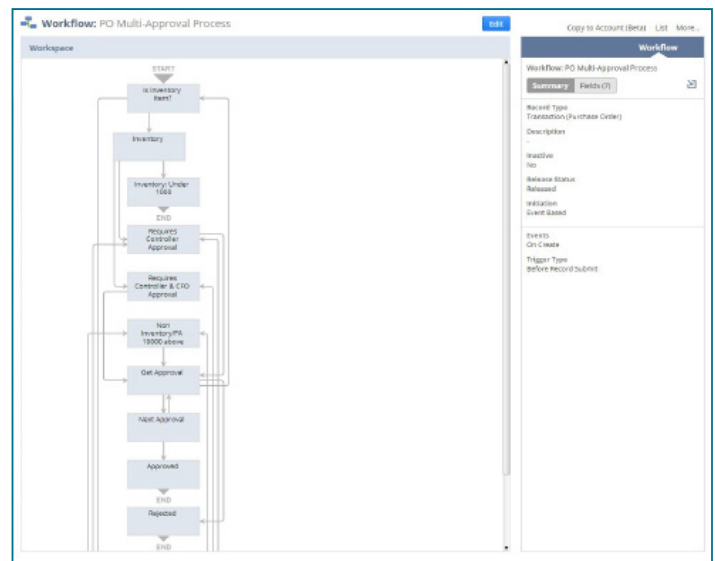 Workflow: PO Multi-Approval Process
Edit
Copy to Account (Beta) List More...
Workspace
START
Is Inventory
Item?
Inventory
Inventory: Under
1000
END
Requires
Controller
Approval
Requires
Controller & CFO
Approval
Non
Inventory/FA
10000 above
Get Approval
Next Approval
Approved
END
Rejected
END
Workflow
Workflow: PO Multi-Approval Process
Summary Fields (7)
Record Type
Transaction (Purchase Order)
Description
-
Inactive
No
Release Status
Released
Initiation
Event Based
Events
On Create
Trigger Type
Before Record Submit